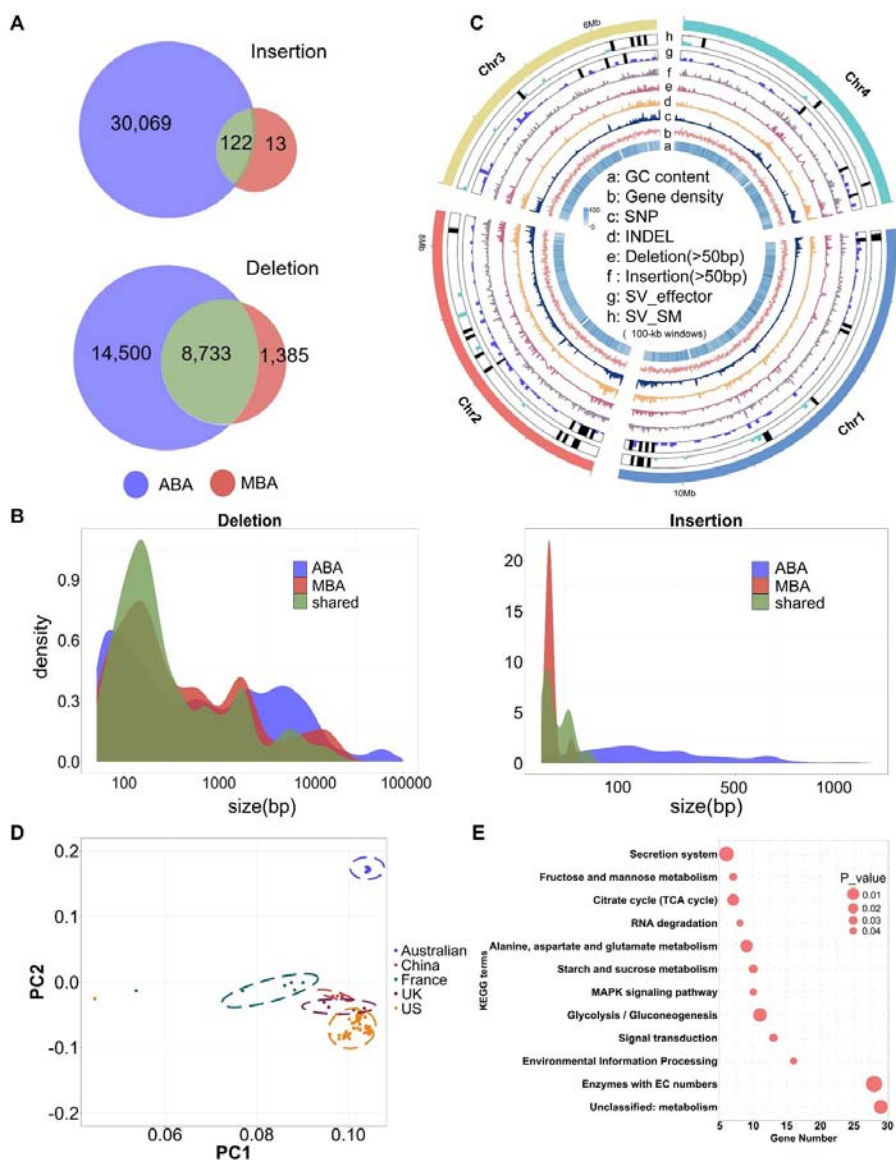 A
Insertion
30,069
122
13
Deletion
14,500
8,733
1,385
ABA
MBA
C
6Mb
Chr3
Chr4
h
g
f
e
d
c
b
a
a: GC content
b: Gene density
c: SNP
d: INDEL
e: Deletion(>50bp)
f: Insertion(>50bp)
g: SV_effector
h: SV_SM
( 100-kb windows)
100
0
Chr2
Chr1
10Mb
B
Deletion
ABA
MBA
shared
density
0.9
0.6
0.3
0.0
100
1000
10000
100000
size(bp)
Insertion
ABA
MBA
shared
20
15
10
5
0
100
500
1000
size(bp)
D
0.2
0.1
0.0
-0.1
-0.2
PC2
0.06
0.08
0.10
PC1
Australian
China
France
UK
US
E
KEGG terms
Secretion system
Fructose and mannose metabolism
Citrate cycle (TCA cycle)
RNA degradation
Alanine, aspartate and glutamate metabolism
Starch and sucrose metabolism
MAPK signaling pathway
Glycolysis / Gluconeogenesis
Signal transduction
Environmental Information Processing
Enzymes with EC numbers
Unclassified: metabolism
P_value
0.01
0.02
0.03
0.04
5
10
15
20
25
30
Gene Number